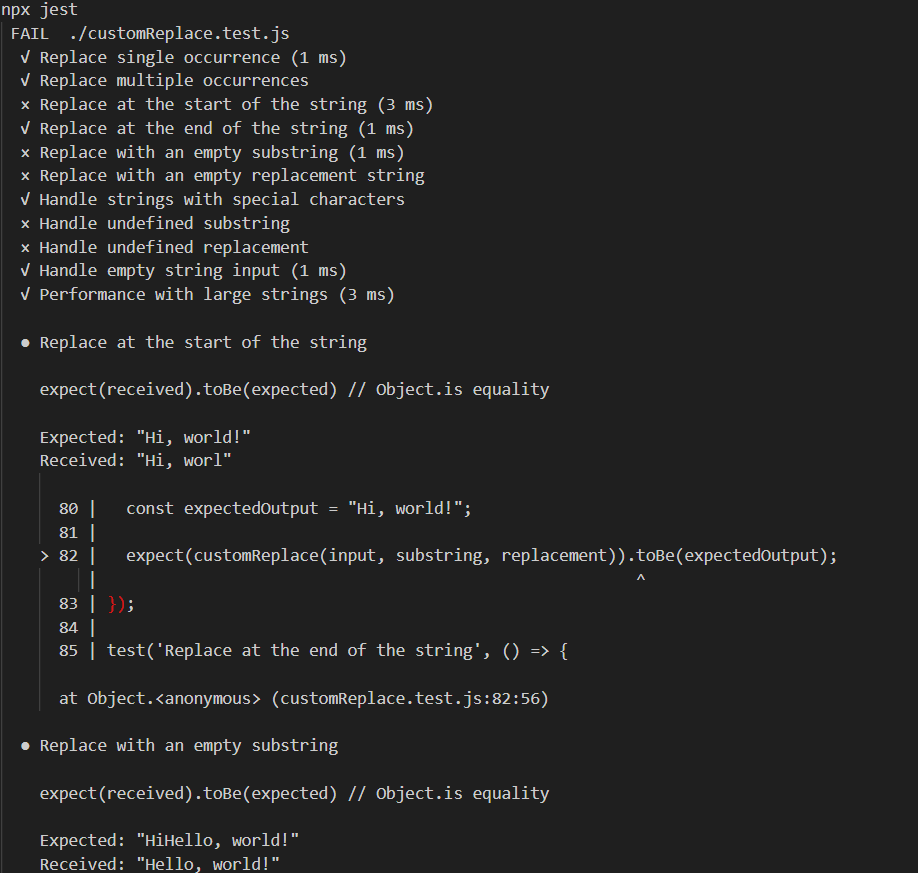 npx jest
FAIL ./customReplace.test.js
√ Replace single occurrence (1 ms)
√ Replace multiple occurrences
× Replace at the start of the string (3 ms)
√ Replace at the end of the string (1 ms)
× Replace with an empty substring (1 ms)
× Replace with an empty replacement string
√ Handle strings with special characters
× Handle undefined substring
× Handle undefined replacement
√ Handle empty string input (1 ms)
√ Performance with large strings (3 ms)
● Replace at the start of the string
expect(received).toBe(expected) // Object.is equality
Expected: "Hi, world!"
Received: "Hi, worl"
80 |   const expectedOutput = "Hi, world!";
81 |
> 82 |   expect(customReplace(input, substring, replacement)).toBe(expectedOutput);
|                                                        ^
83 | });
84 |
85 | test('Replace at the end of the string', () => {
at Object.<anonymous> (customReplace.test.js:82:56)
● Replace with an empty substring
expect(received).toBe(expected) // Object.is equality
Expected: "HiHello, world!"
Received: "Hello, world!"